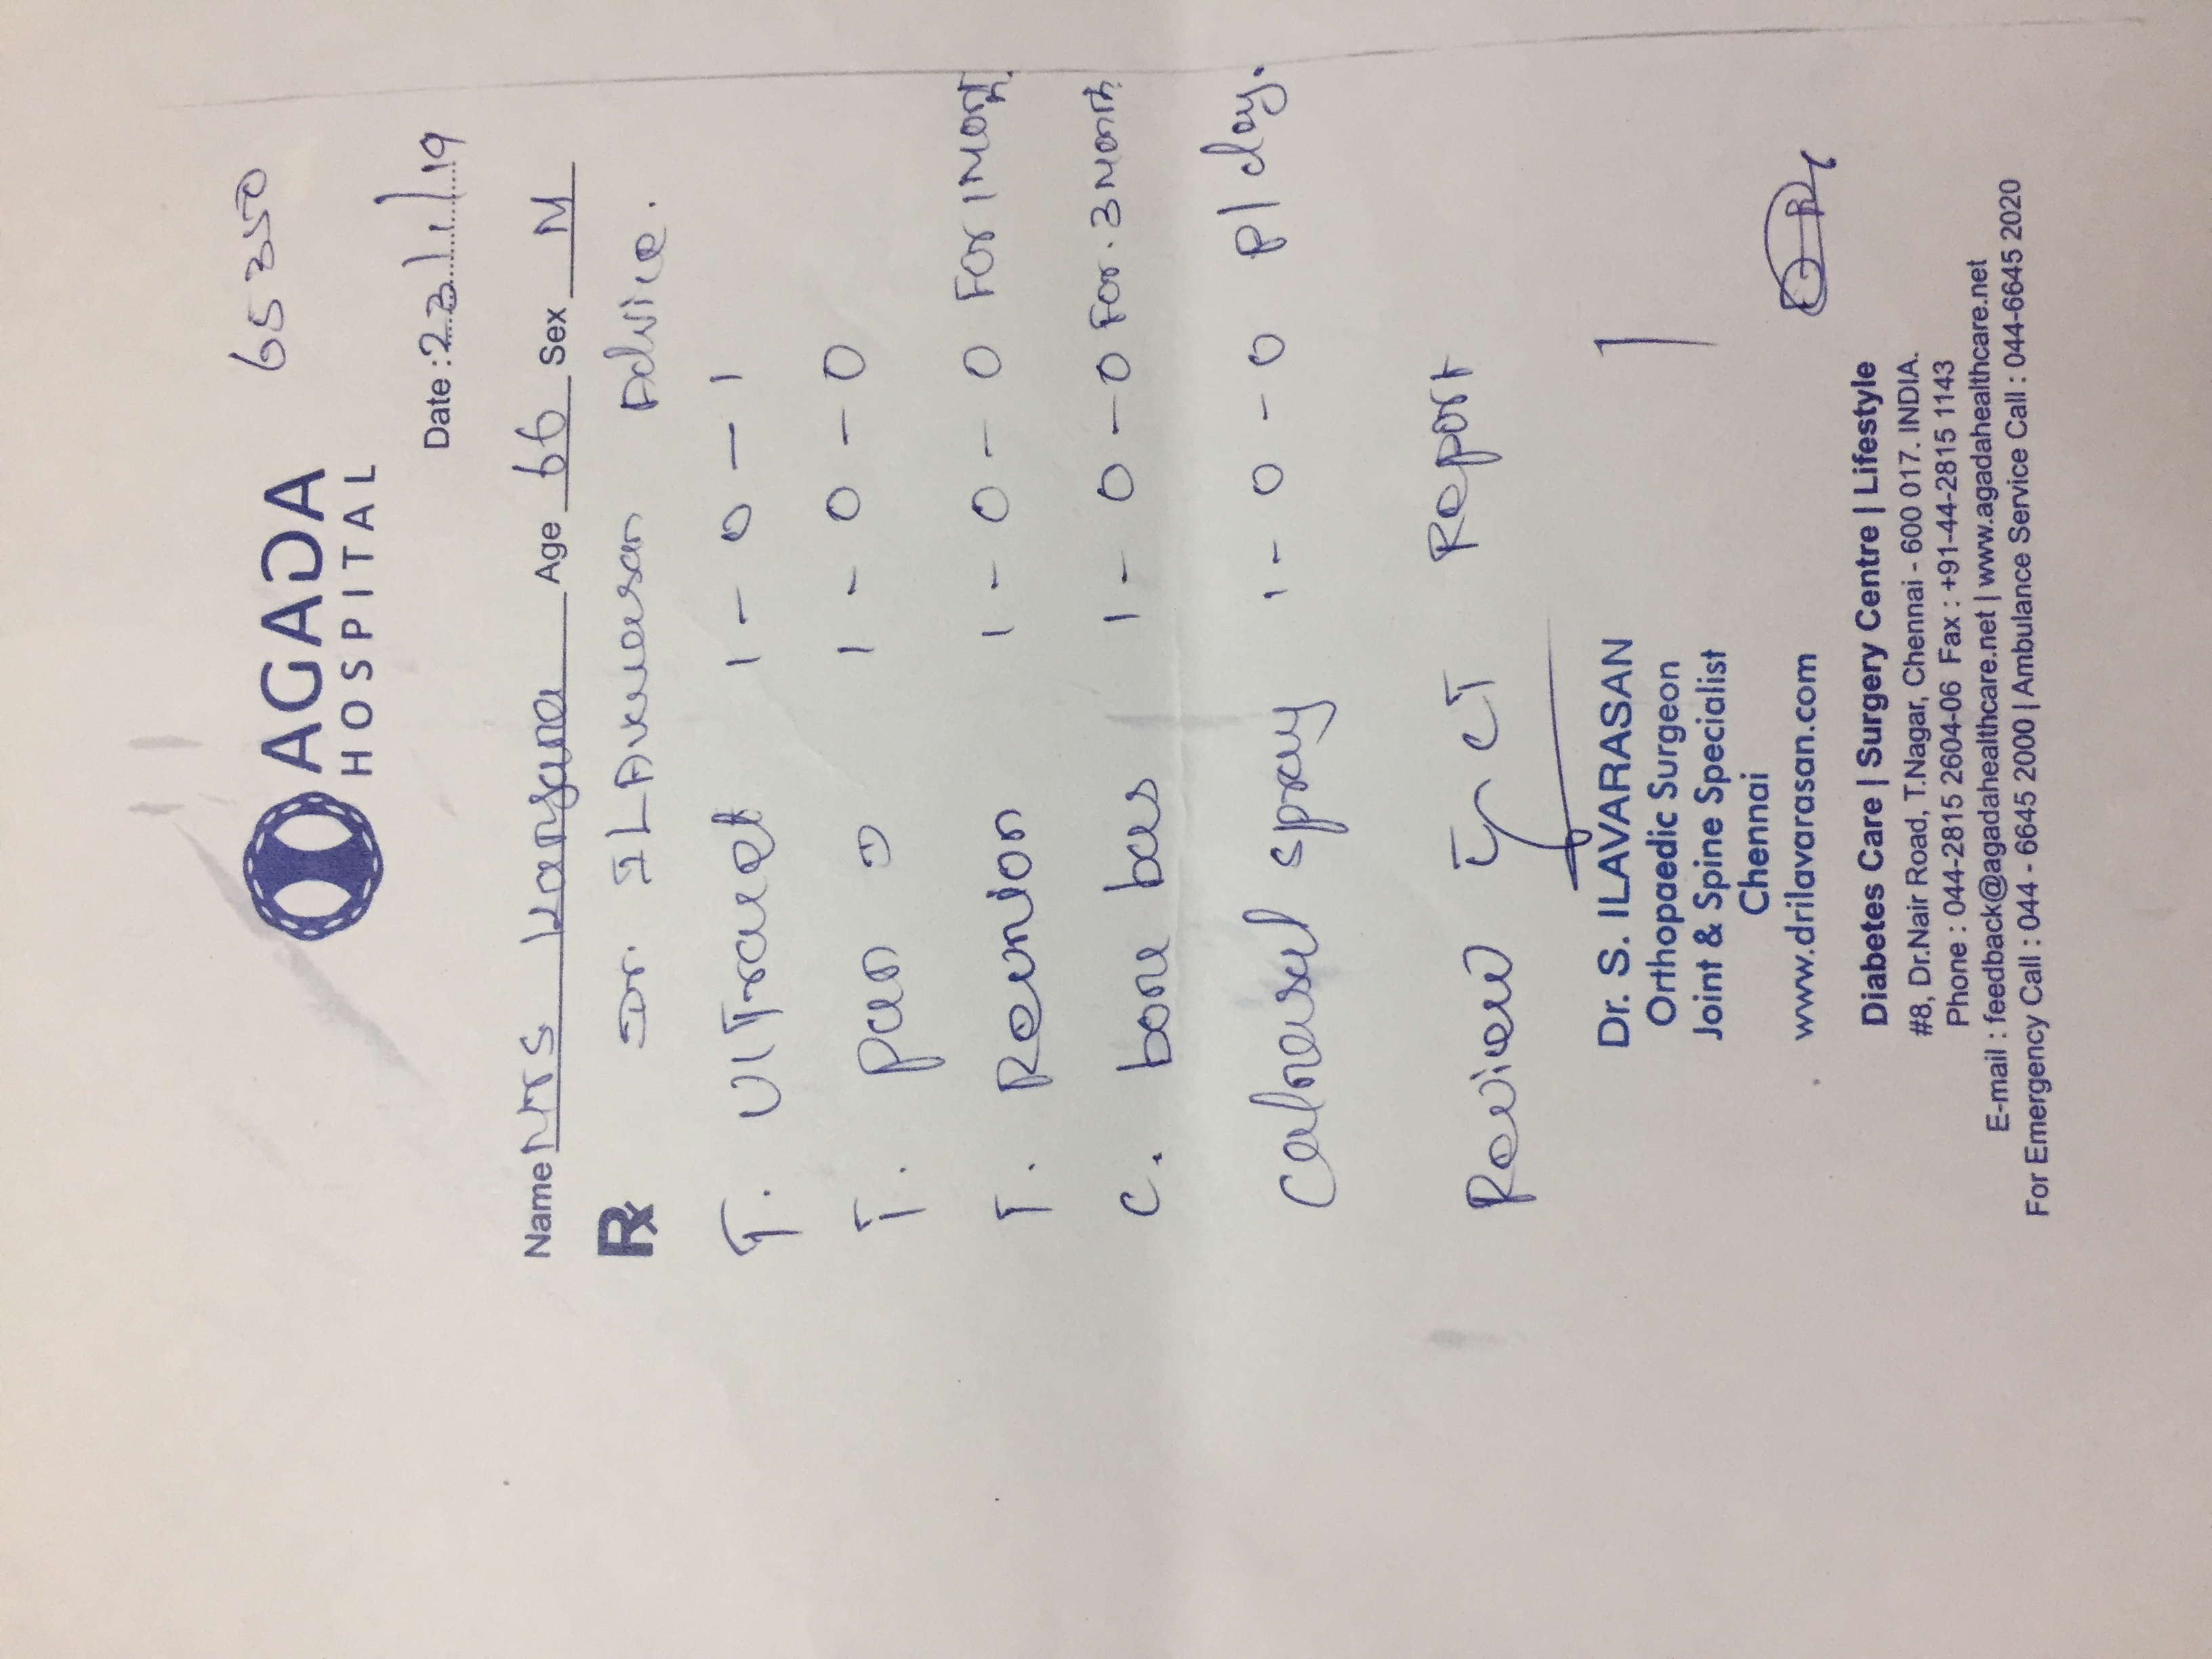 65350
AGADA
HOSPITAL
Date : 23/1/19
Name Mrs Kanjana Age 66 Sex M
Rx Dr. ILAvarasan Advice.
T. Ultracet 1 - 0 - 1
T. pan D 1 - 0 - 0
T. Reunion 1 - 0 - 0 For 1 Month
C. bone bas 1 - 0 - 0 For. 3 Month
Calnasal spray 1 - 0 - 0 P/day.
Review CT Report
Dr. S. ILAVARASAN
Orthopaedic Surgeon
Joint & Spine Specialist
Chennai
www.drilavarasan.com
Diabetes Care | Surgery Centre | Lifestyle
#8, Dr.Nair Road, T.Nagar, Chennai - 600 017. INDIA.
Phone : 044-2815 2604-06 Fax : +91-44-2815 1143
E-mail : feedback@agadahealthcare.net | www.agadahealthcare.net
For Emergency Call : 044 - 6645 2000 | Ambulance Service Call : 044-6645 2020